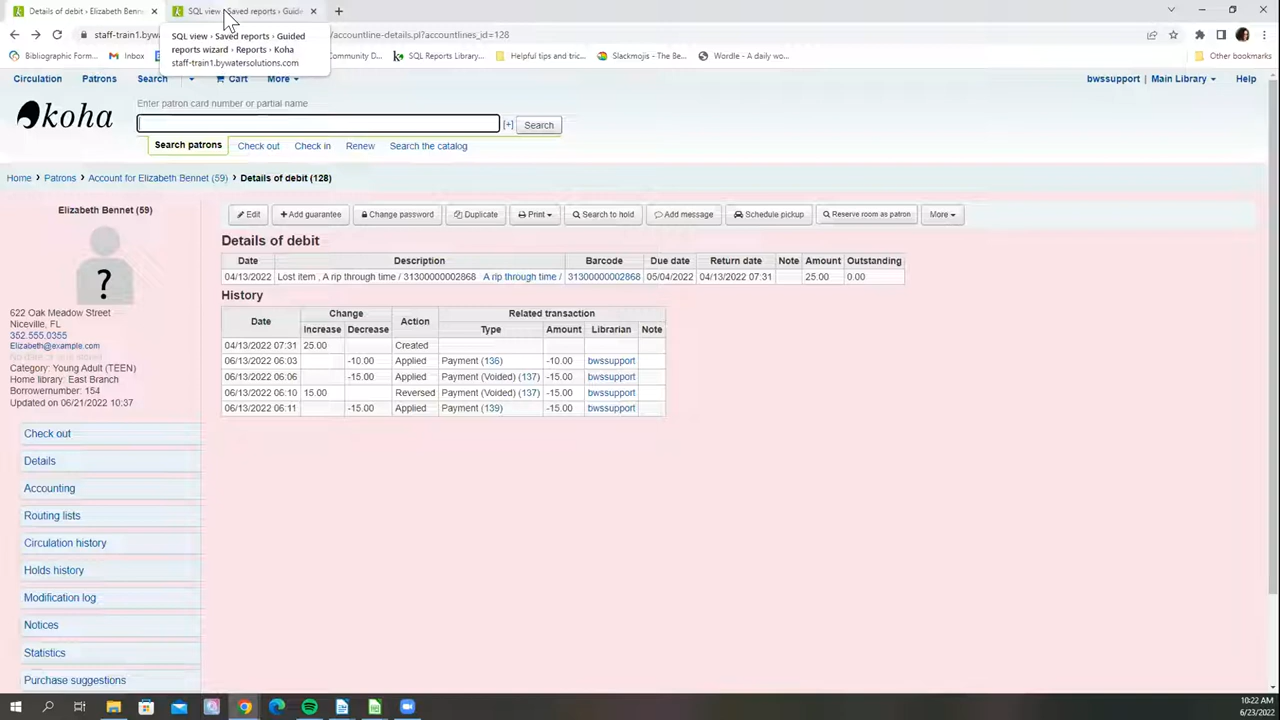 Details of debit › Elizabeth Benne
SQL view › Saved reports › Guide
staff-train1.byw
accountline-details.pl?accountlines_id=128
SQL view › Saved reports › Guided
reports wizard › Reports › Koha
staff-train1.bywatersolutions.com
Bibliographic Form...
Inbox
Community D...
SQL Reports Library...
Helpful tips and tric...
Slackmojis - The Be...
Wordle - A daily wo...
Other bookmarks
Circulation Patrons Search Cart More
bwssupport Main Library Help
koha
Enter patron card number or partial name
[+] Search
Search patrons Check out Check in Renew Search the catalog
Home › Patrons › Account for Elizabeth Bennet (59) › Details of debit (128)
Elizabeth Bennet (59)
?
622 Oak Meadow Street
Niceville, FL
352.555.0355
Elizabeth@example.com
Category: Young Adult (TEEN)
Home library: East Branch
Borrowernumber: 154
Updated on 06/21/2022 10:37
Check out
Details
Accounting
Routing lists
Circulation history
Holds history
Modification log
Notices
Statistics
Purchase suggestions
Edit Add guarantee Change password Duplicate Print Search to hold Add message Schedule pickup Reserve room as patron More
Details of debit
Date Description Barcode Due date Return date Note Amount Outstanding
04/13/2022 Lost item , A rip through time / 31300000002868 A rip through time / 31300000002868 05/04/2022 04/13/2022 07:31 25.00 0.00
History
Date Change Action Related transaction
Increase Decrease Type Amount Librarian Note
04/13/2022 07:31 25.00 Created
06/13/2022 06:03 -10.00 Applied Payment (136) -10.00 bwssupport
06/13/2022 06:06 -15.00 Applied Payment (Voided) (137) -15.00 bwssupport
06/13/2022 06:10 15.00 Reversed Payment (Voided) (137) -15.00 bwssupport
06/13/2022 06:11 -15.00 Applied Payment (139) -15.00 bwssupport
10:22 AM
6/23/2022